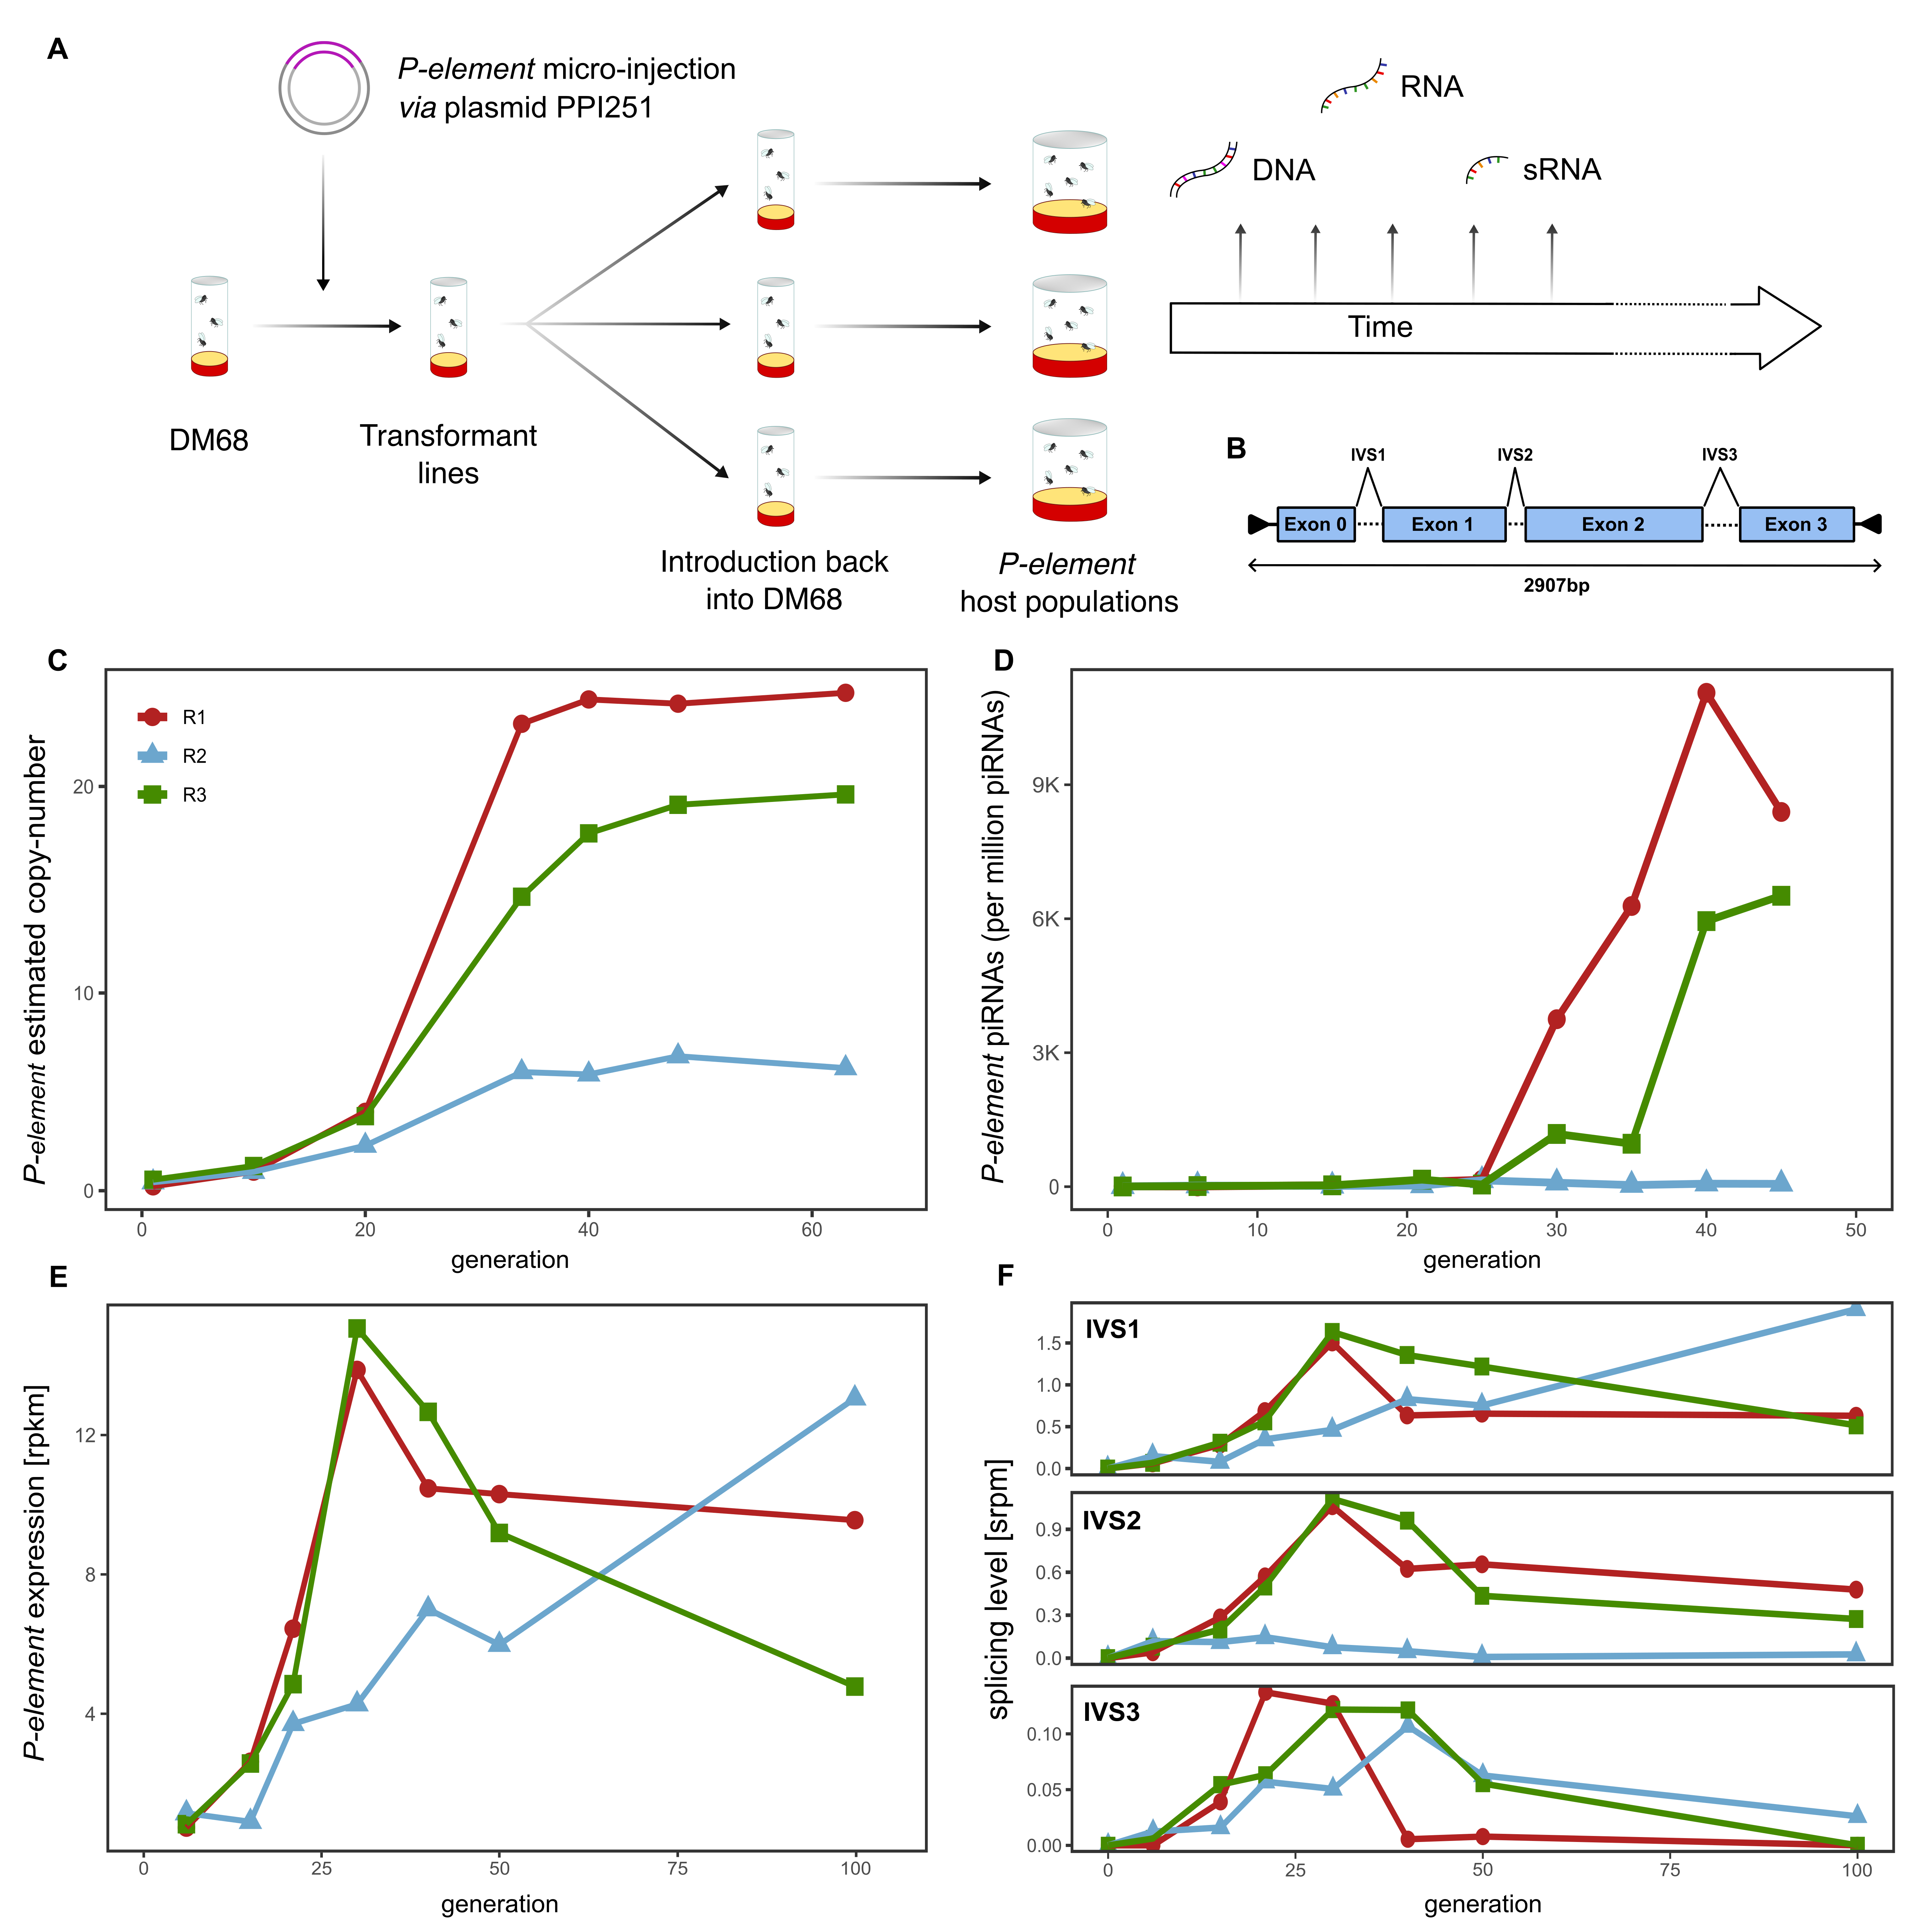 A
P-element micro-injection
via plasmid PPI251
RNA
DNA
sRNA
Time
DM68
Transformant
lines
Introduction back
into DM68
P-element
host populations
B
IVS1
IVS2
IVS3
Exon 0
Exon 1
Exon 2
Exon 3
2907bp
C
P-element estimated copy-number
20
10
0
R1
R2
R3
0
20
40
60
generation
D
P-element piRNAs (per million piRNAs)
9K
6K
3K
0
0
10
20
30
40
50
generation
E
P-element expression [rpkm]
12
8
4
0
25
50
75
100
generation
F
splicing level [srpm]
IVS1
1.5
1.0
0.5
0.0
IVS2
0.9
0.6
0.3
0.0
IVS3
0.10
0.05
0.00
0
25
50
75
100
generation